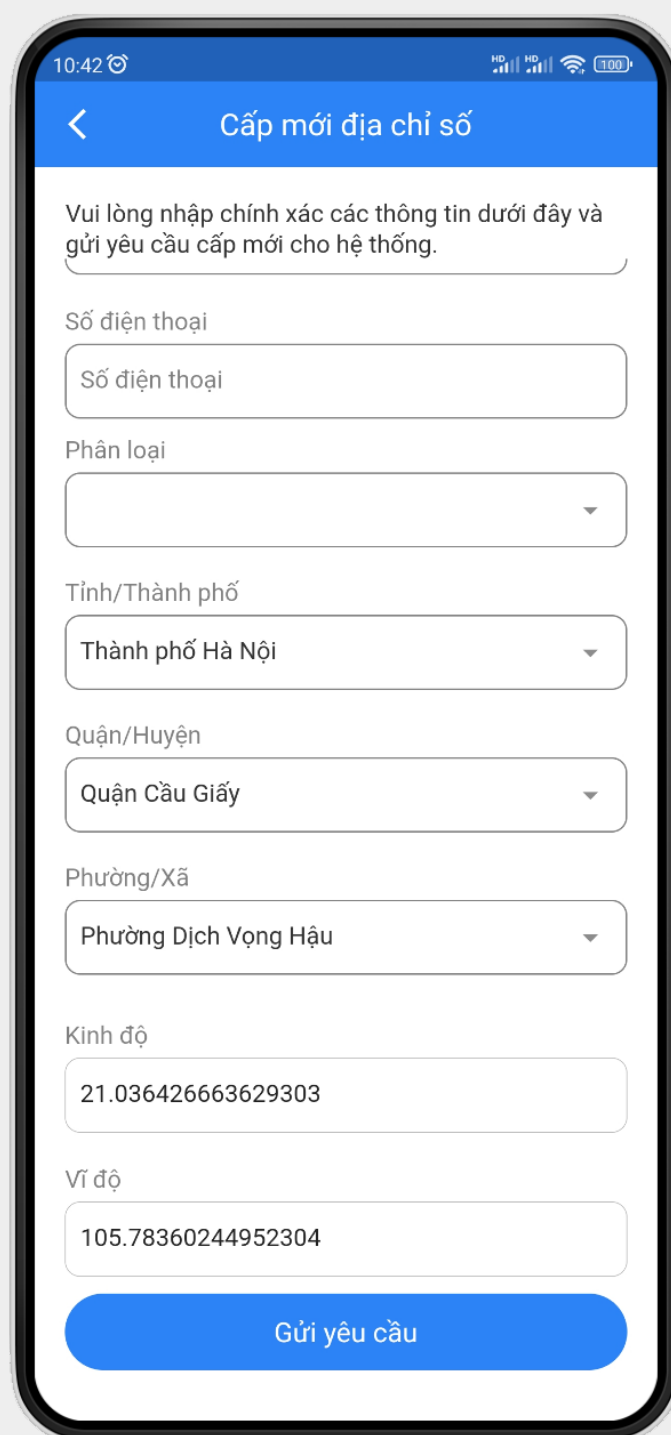 10:42
HD HD 100
Cấp mới địa chỉ số
Vui lòng nhập chính xác các thông tin dưới đây và
gửi yêu cầu cấp mới cho hệ thống.
Số điện thoại
Số điện thoại
Phân loại
Tỉnh/Thành phố
Thành phố Hà Nội
Quận/Huyện
Quận Cầu Giấy
Phường/Xã
Phường Dịch Vọng Hậu
Kinh độ
21.036426663629303
Vĩ độ
105.78360244952304
Gửi yêu cầu